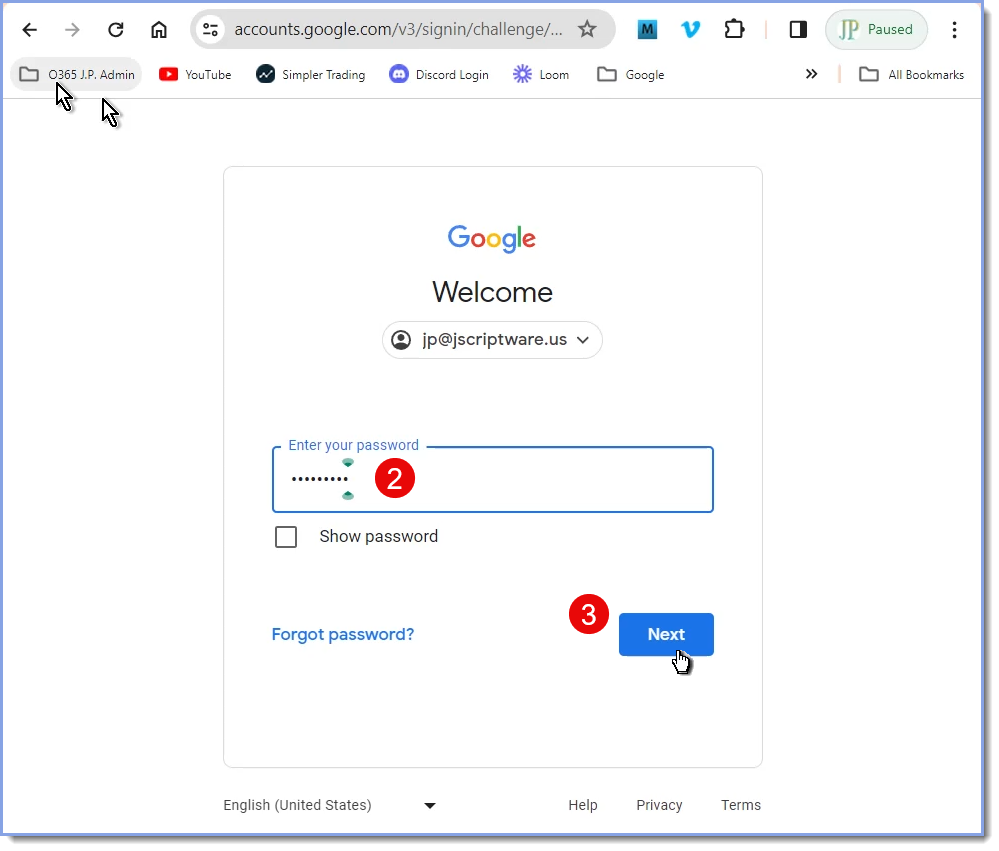 accounts.google.com/v3/signin/challenge/... M JP Paused
O365 J.P. Admin YouTube Simpler Trading Discord Login Loom Google » All Bookmarks
Google
Welcome
jp@jscriptware.us
Enter your password
••••••••• 2
Show password
3
Forgot password? Next
English (United States) Help Privacy Terms